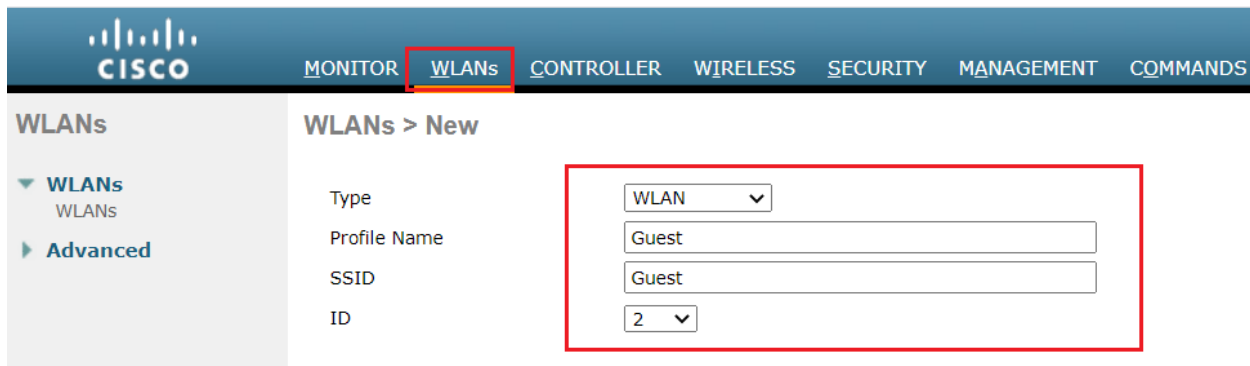 CISCO
MONITOR WLANs CONTROLLER WIRELESS SECURITY MANAGEMENT COMMANDS
WLANs
WLANs
WLANs
Advanced
WLANs > New
Type WLAN
Profile Name Guest
SSID Guest
ID 2